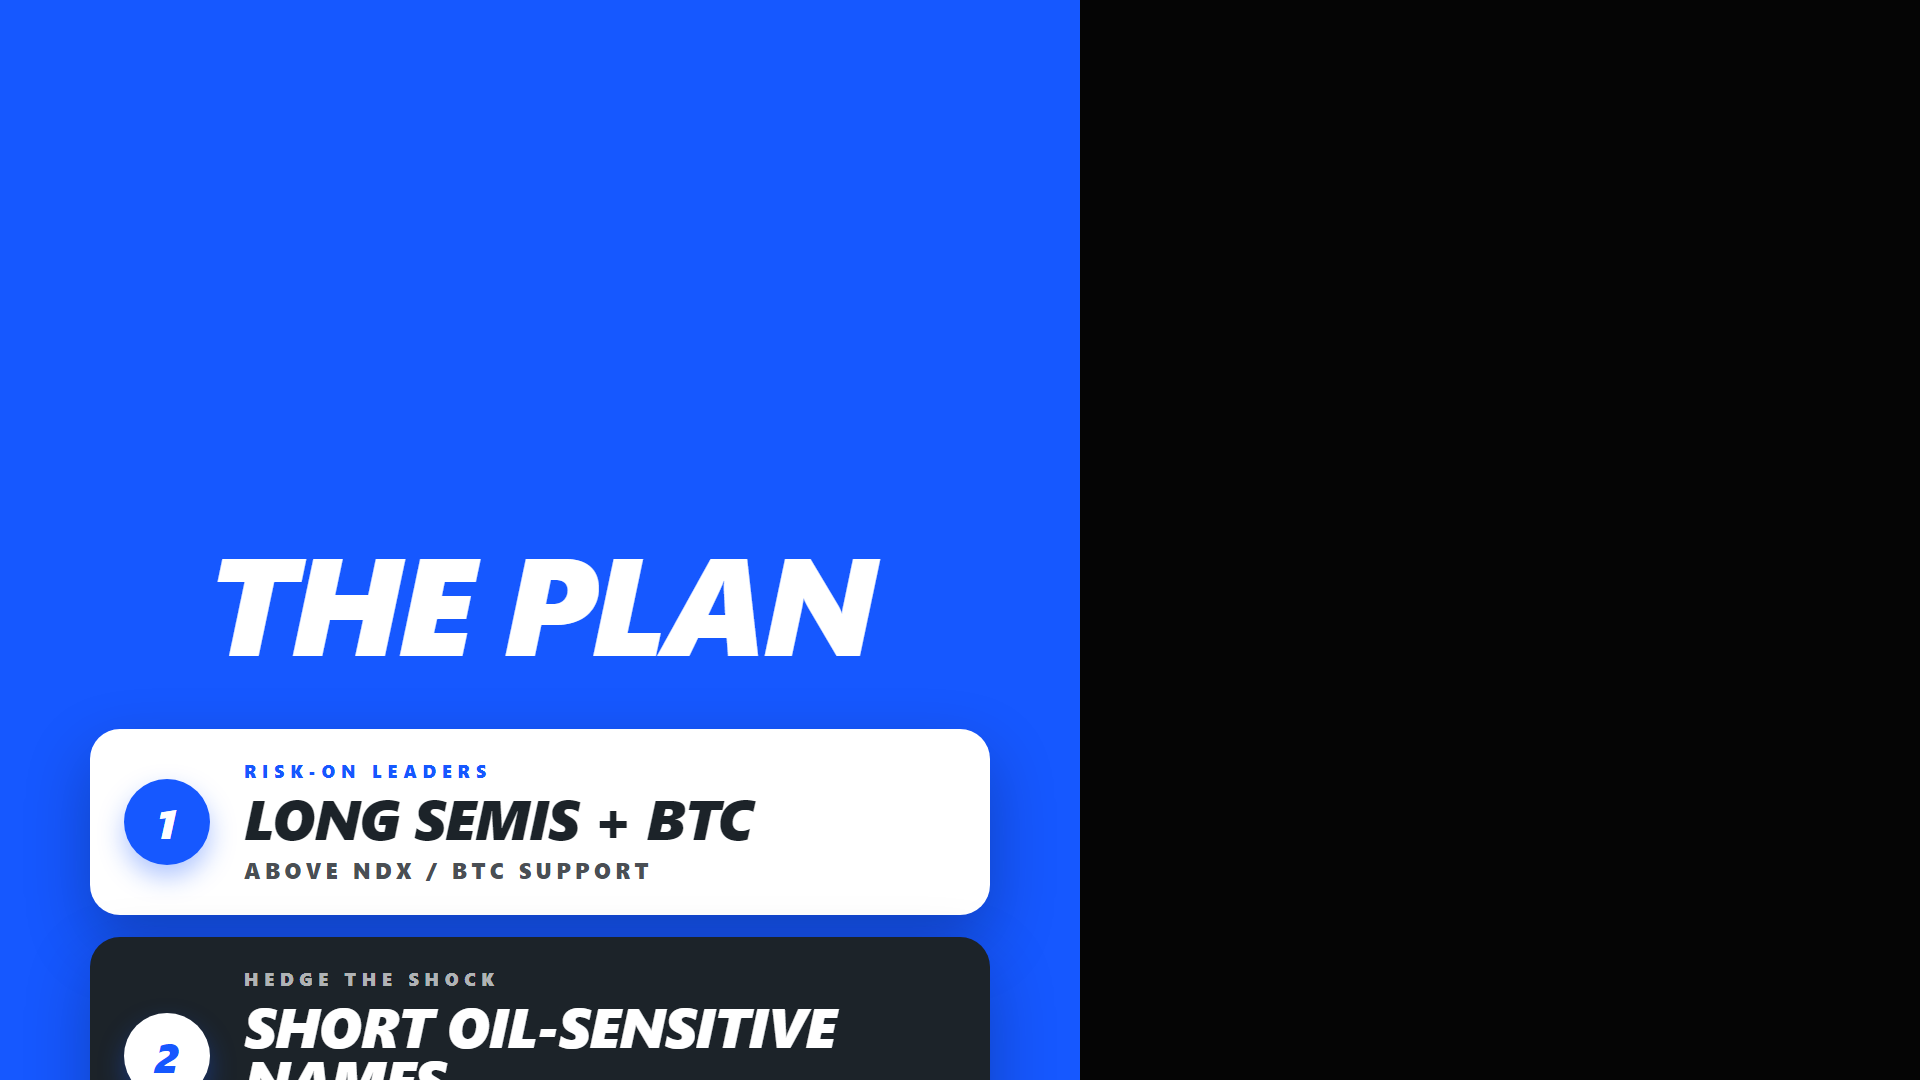 THE PLAN
RISK-ON LEADERS
1
LONG SEMIS + BTC
ABOVE NDX / BTC SUPPORT
HEDGE THE SHOCK
2
SHORT OIL-SENSITIVE
NAMES